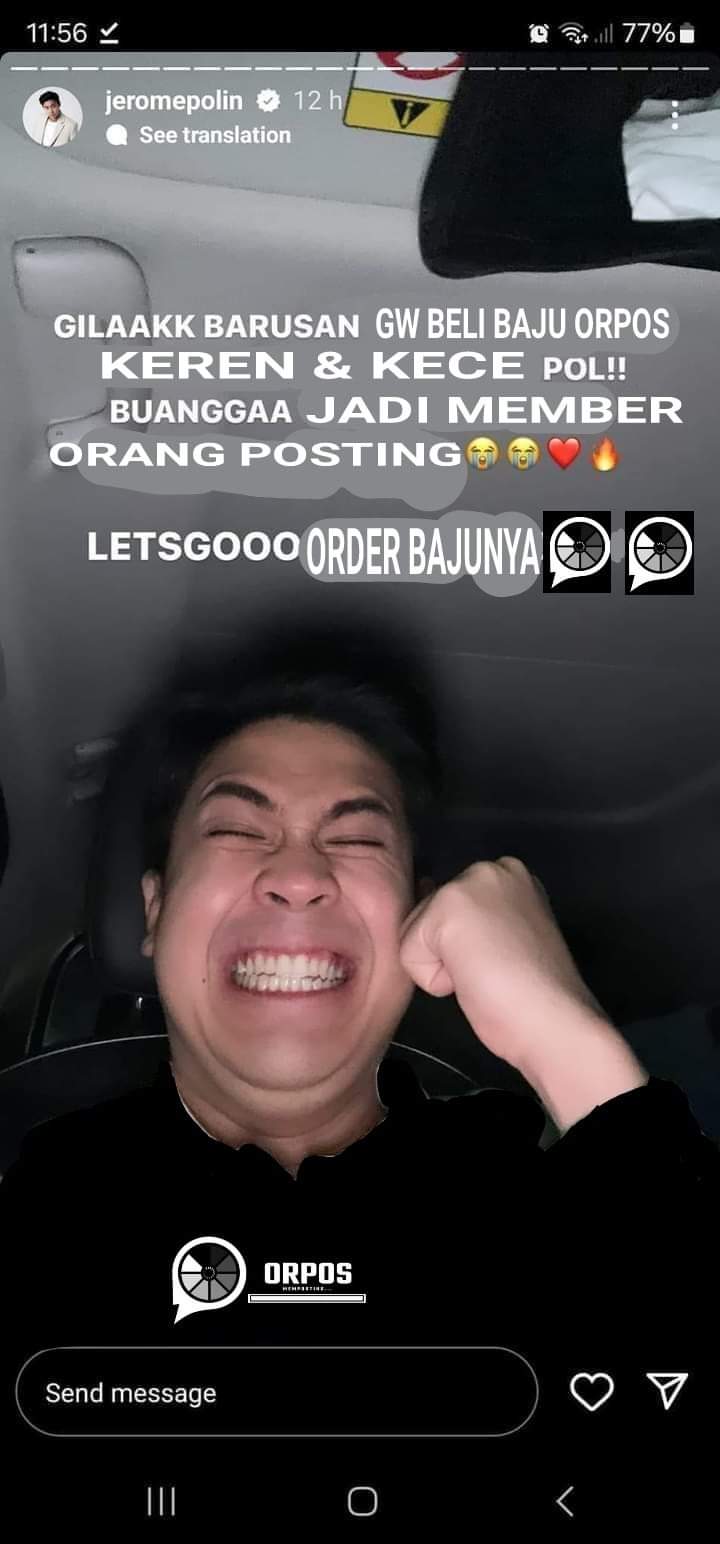 11:56
77%
jeromepolin 12 h
See translation
GILAAKK BARUSAN GW BELI BAJU ORPOS
KEREN & KECE POL!!
BUANGGAA JADI MEMBER
ORANG POSTING😭😭❤️🔥
LETSGOOO ORDER BAJUNYA
ORPOS
MEMPOSTING...
Send message